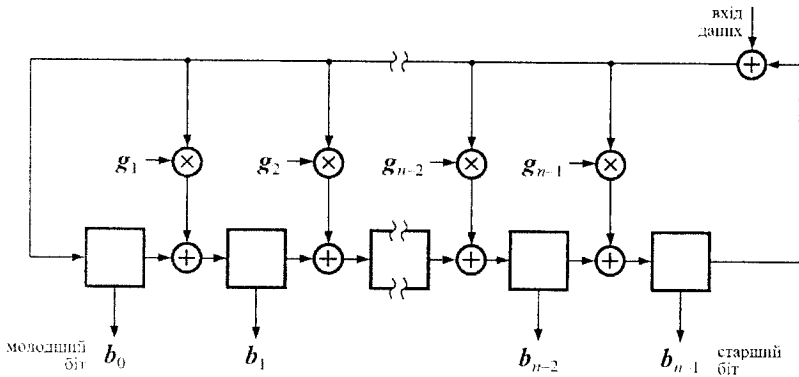 вхід
даних
g₁ g₂ gₙ₋₂ gₙ₋₁
молодший
біт
b₀ b₁ bₙ₋₂ bₙ₋₁
старший
біт